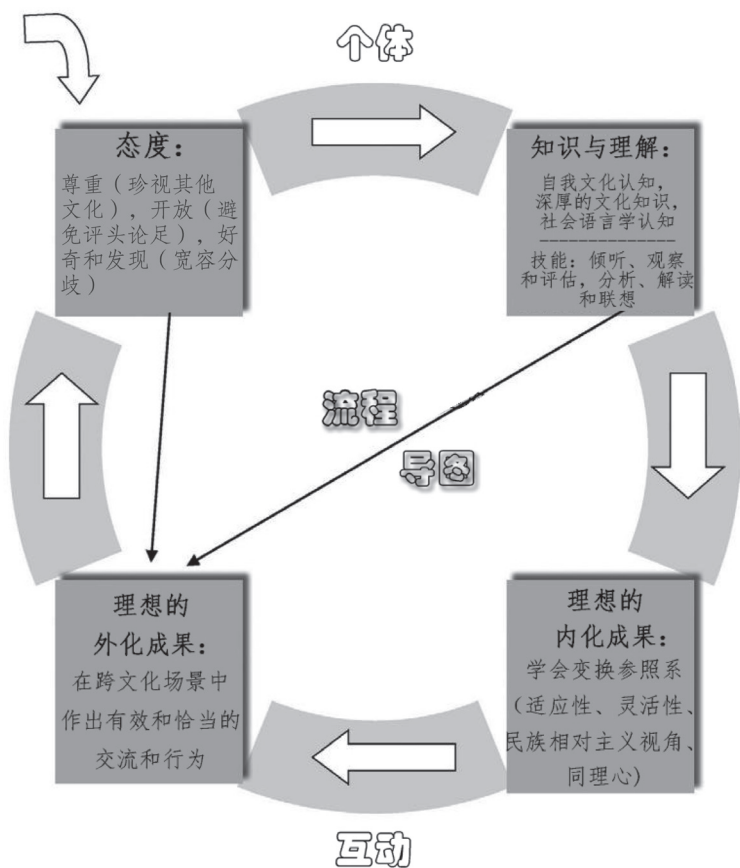 个体
态度：
尊重（珍视其他
文化），开放（避
免评头论足），好
奇和发现（宽容分
歧）
知识与理解：
自我文化认知，
深厚的文化知识，
社会语言学认知
--------------
技能：倾听、观察
和评估，分析、解读
和联想
流程
导图
理想的
外化成果：
在跨文化场景中
作出有效和恰当的
交流和行为
理想的
内化成果：
学会变换参照系
（适应性、灵活性、
民族相对主义视角、
同理心)
互动